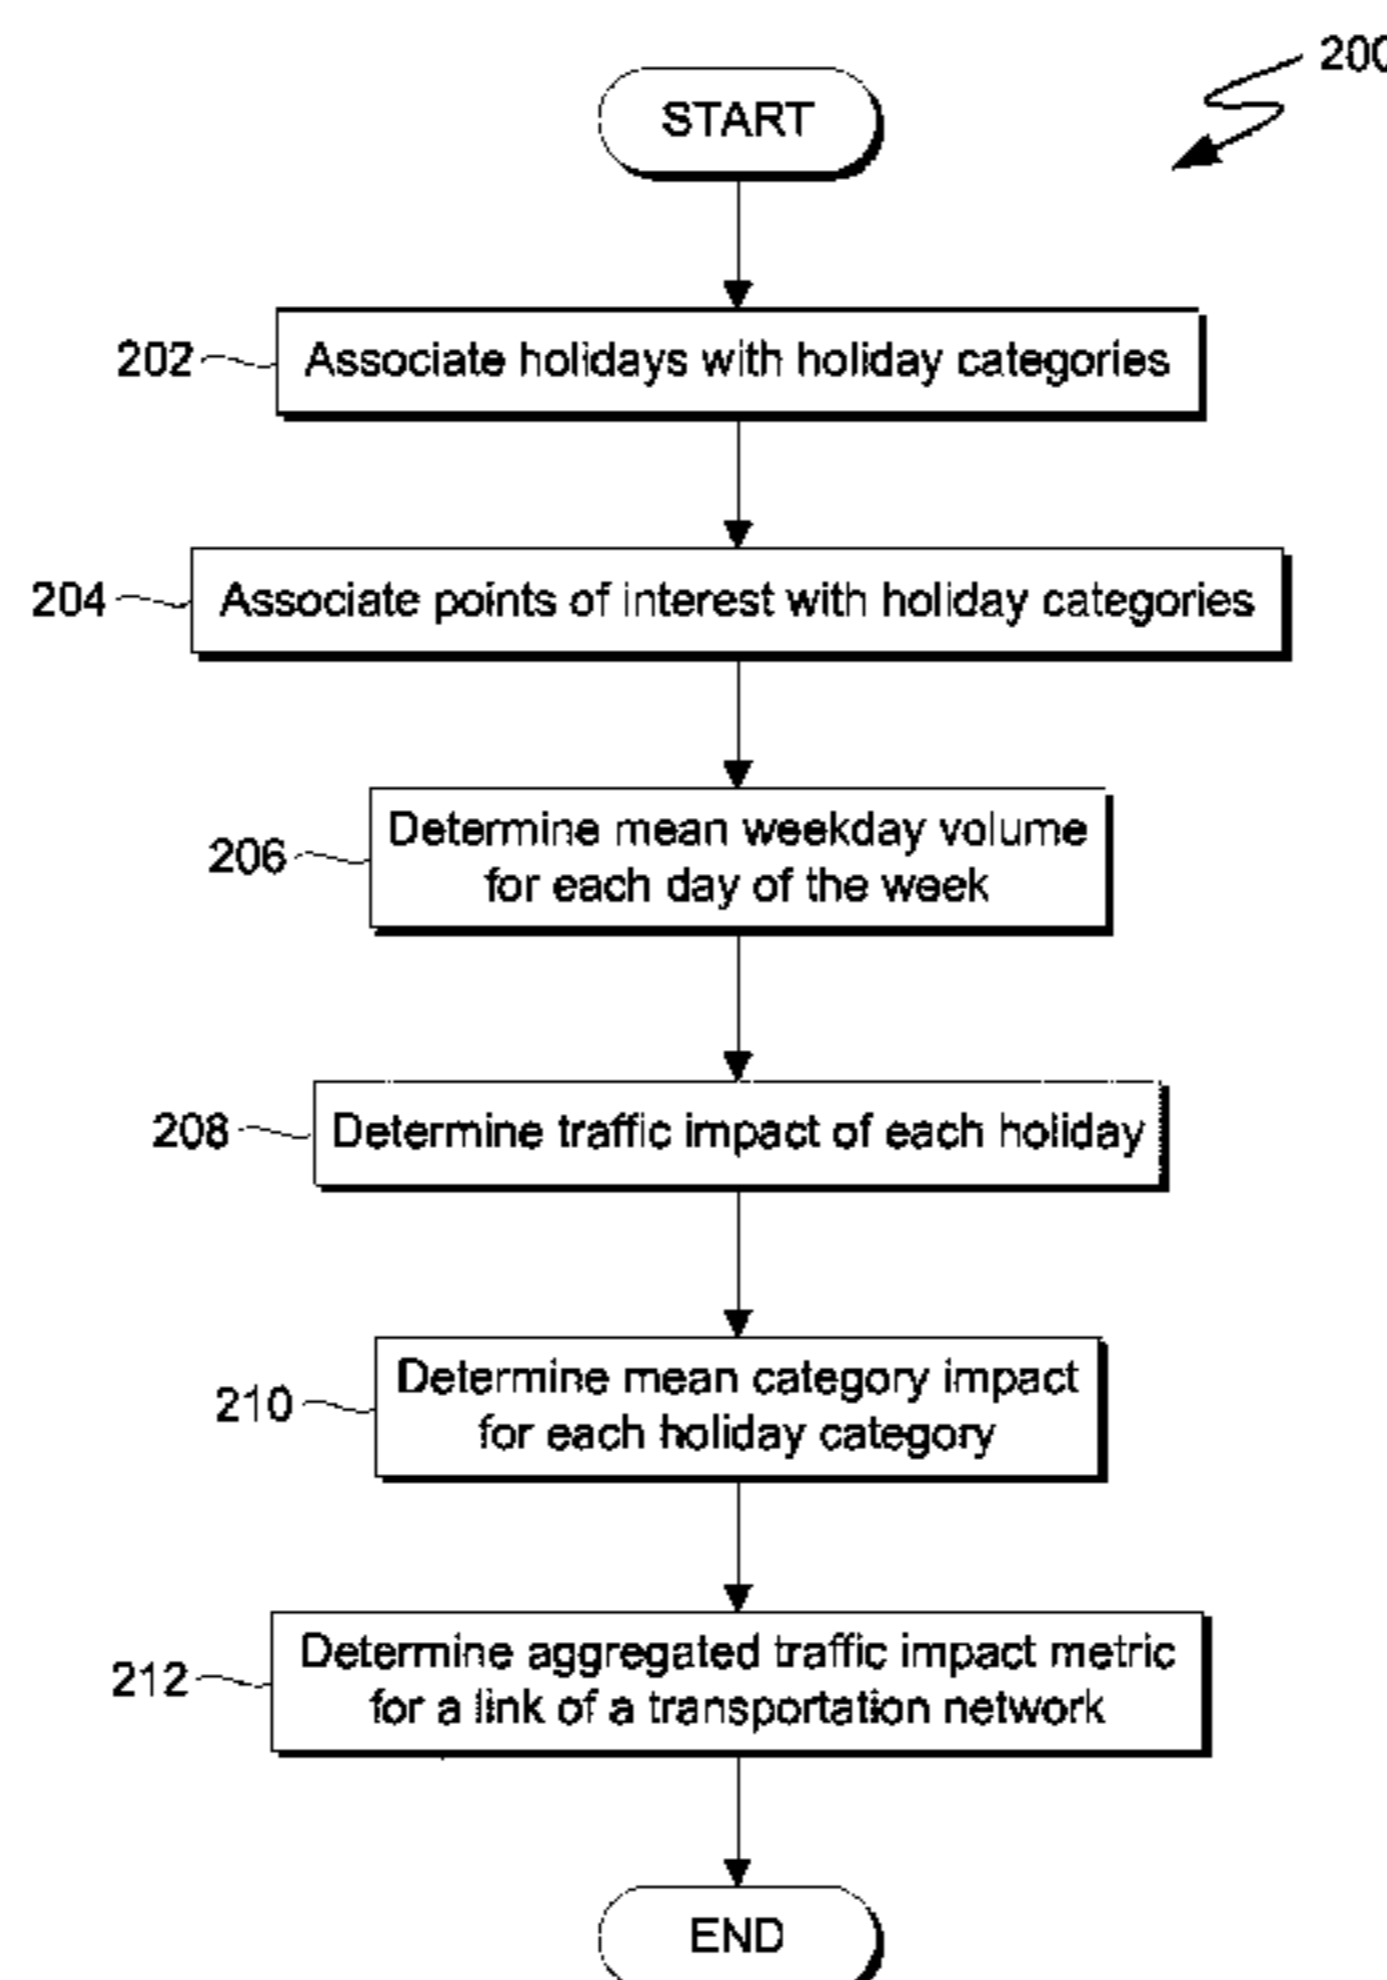 200
START
202
Associate holidays with holiday categories
204
Associate points of interest with holiday categories
206
Determine mean weekday volume
for each day of the week
208
Determine traffic impact of each holiday
210
Determine mean category impact
for each holiday category
212
Determine aggregated traffic impact metric
for a link of a transportation network
END